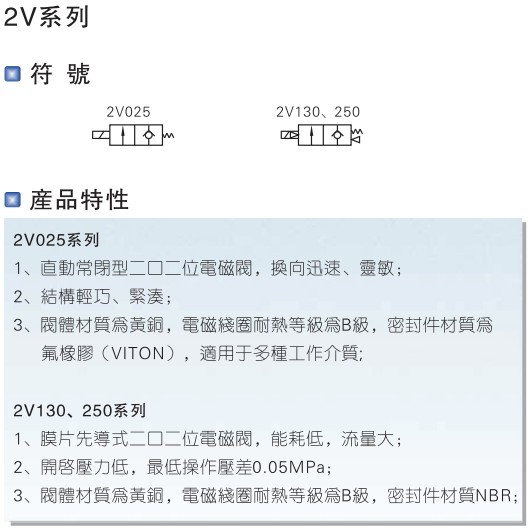 2V系列
符 號
2V025
2V130、250
産品特性
2V025系列
1、直動常閉型二口二位電磁閥，換向迅速、靈敏；
2、結構輕巧、緊湊；
3、閥體材質爲黃銅，電磁綫圈耐熱等級爲B級，密封件材質爲
氟橡膠（VITON），適用于多種工作介質;
2V130、250系列
1、膜片先導式二口二位電磁閥，能耗低，流量大；
2、開啓壓力低，最低操作壓差0.05MPa；
3、閥體材質爲黃銅，電磁綫圈耐熱等級爲B級，密封件材質NBR；